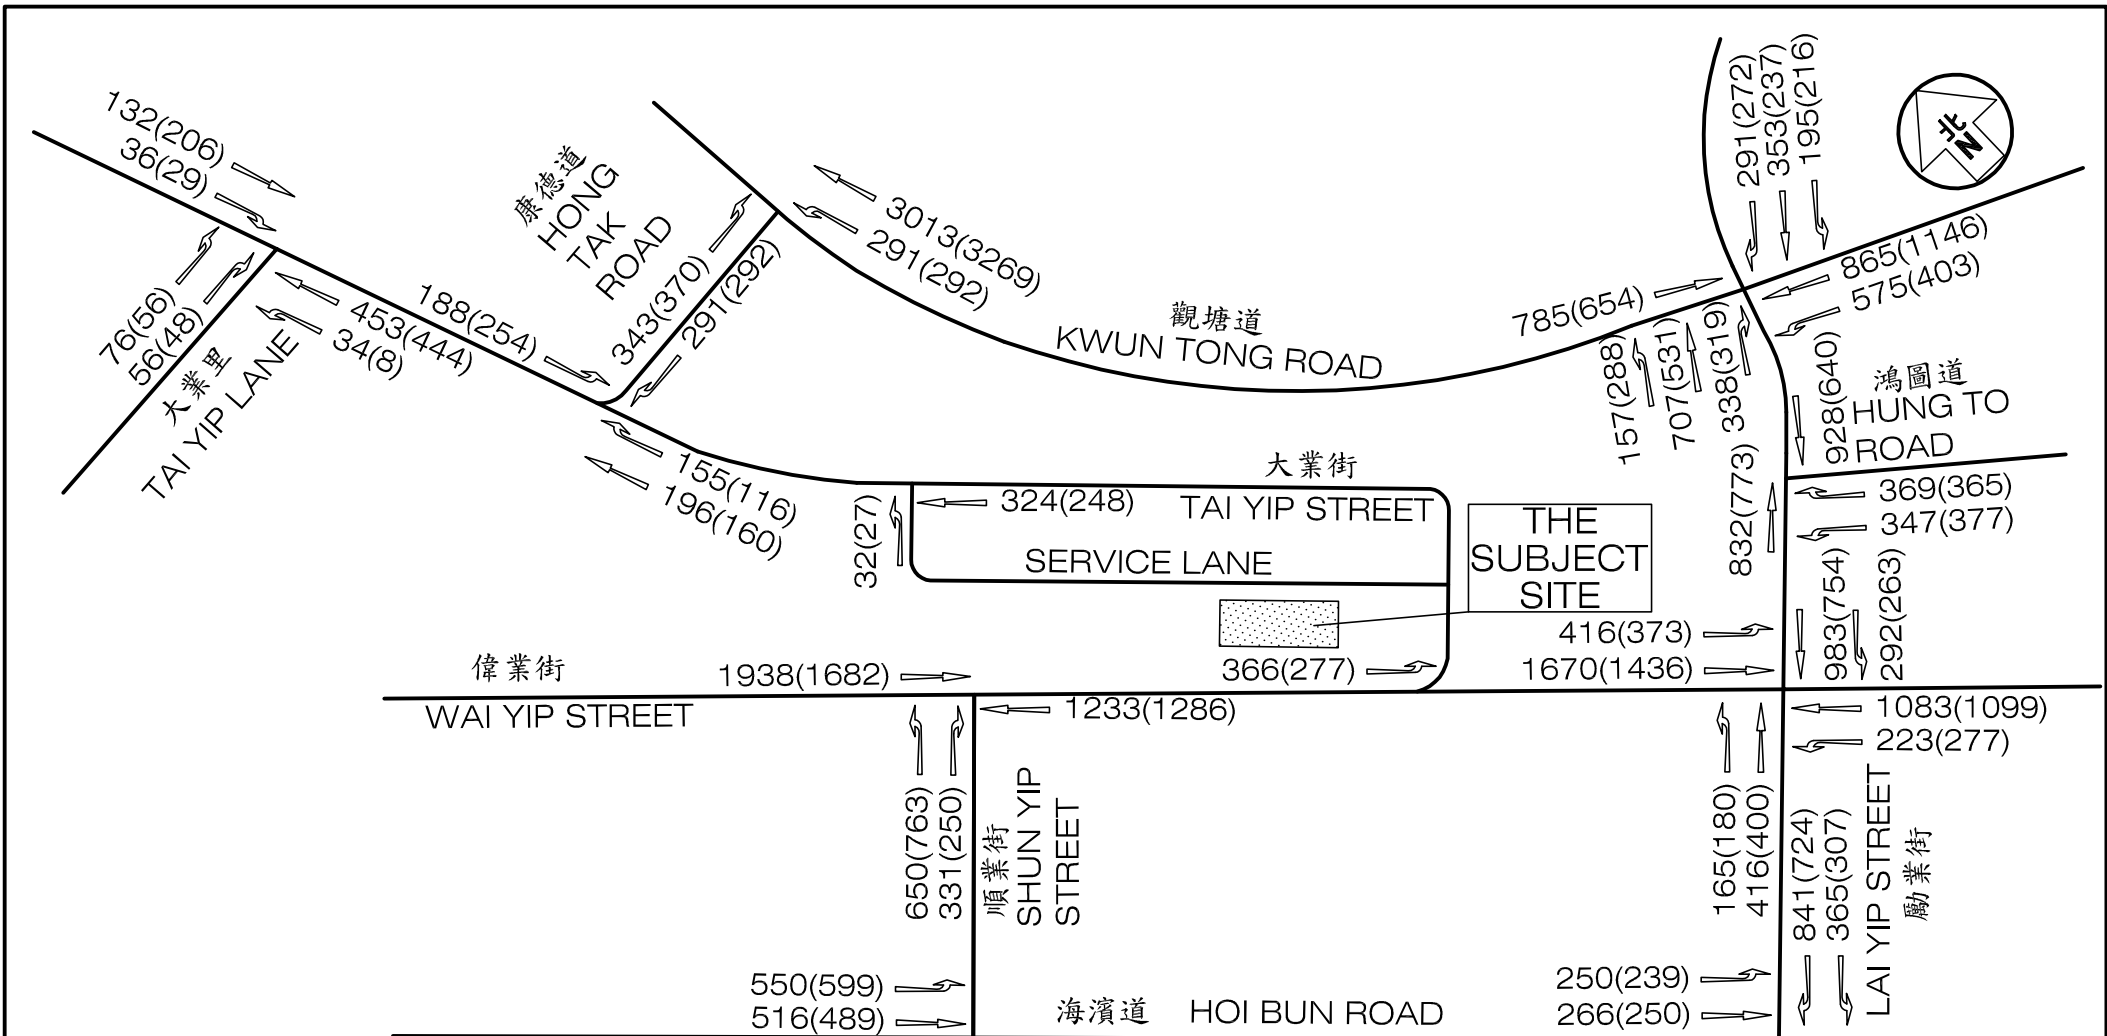 132(206)
36(29)
76(56)
56(48)
大業里
TAI YIP LANE
453(444)
34(8)
188(254)
康德道
HONG
TAK
ROAD
343(370)
291(292)
3013(3269)
291(292)
155(116)
196(160)
觀塘道
KWUN TONG ROAD
785(654)
291(272)
353(237)
195(216)
北
N
865(1146)
575(403)
157(288)
707(531)
338(319)
928(640)
鴻圖道
HUNG TO
ROAD
369(365)
347(377)
832(773)
983(754)
292(263)
大業街
TAI YIP STREET
324(248)
32(27)
SERVICE LANE
THE
SUBJECT
SITE
416(373)
1670(1436)
366(277)
偉業街
WAI YIP STREET
1938(1682)
1233(1286)
1083(1099)
223(277)
650(763)
331(250)
順業街
SHUN YIP
STREET
165(180)
416(400)
841(724)
365(307)
LAI YIP STREET
勵業街
550(599)
516(489)
海濱道 HOI BUN ROAD
250(239)
266(250)